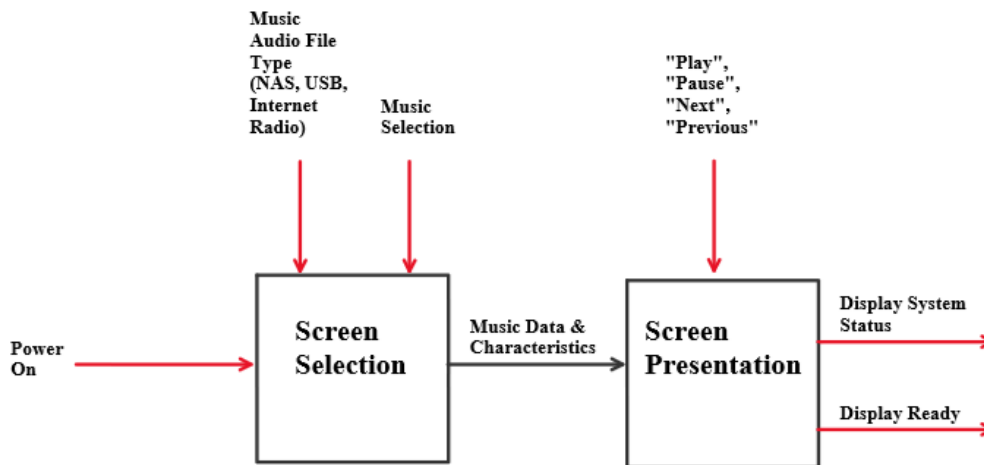 Music
Audio File
Type
(NAS, USB,
Internet
Radio)
Music
Selection
"Play",
"Pause",
"Next",
"Previous"
Power
On
Screen
Selection
Music Data &
Characteristics
Screen
Presentation
Display System
Status
Display Ready